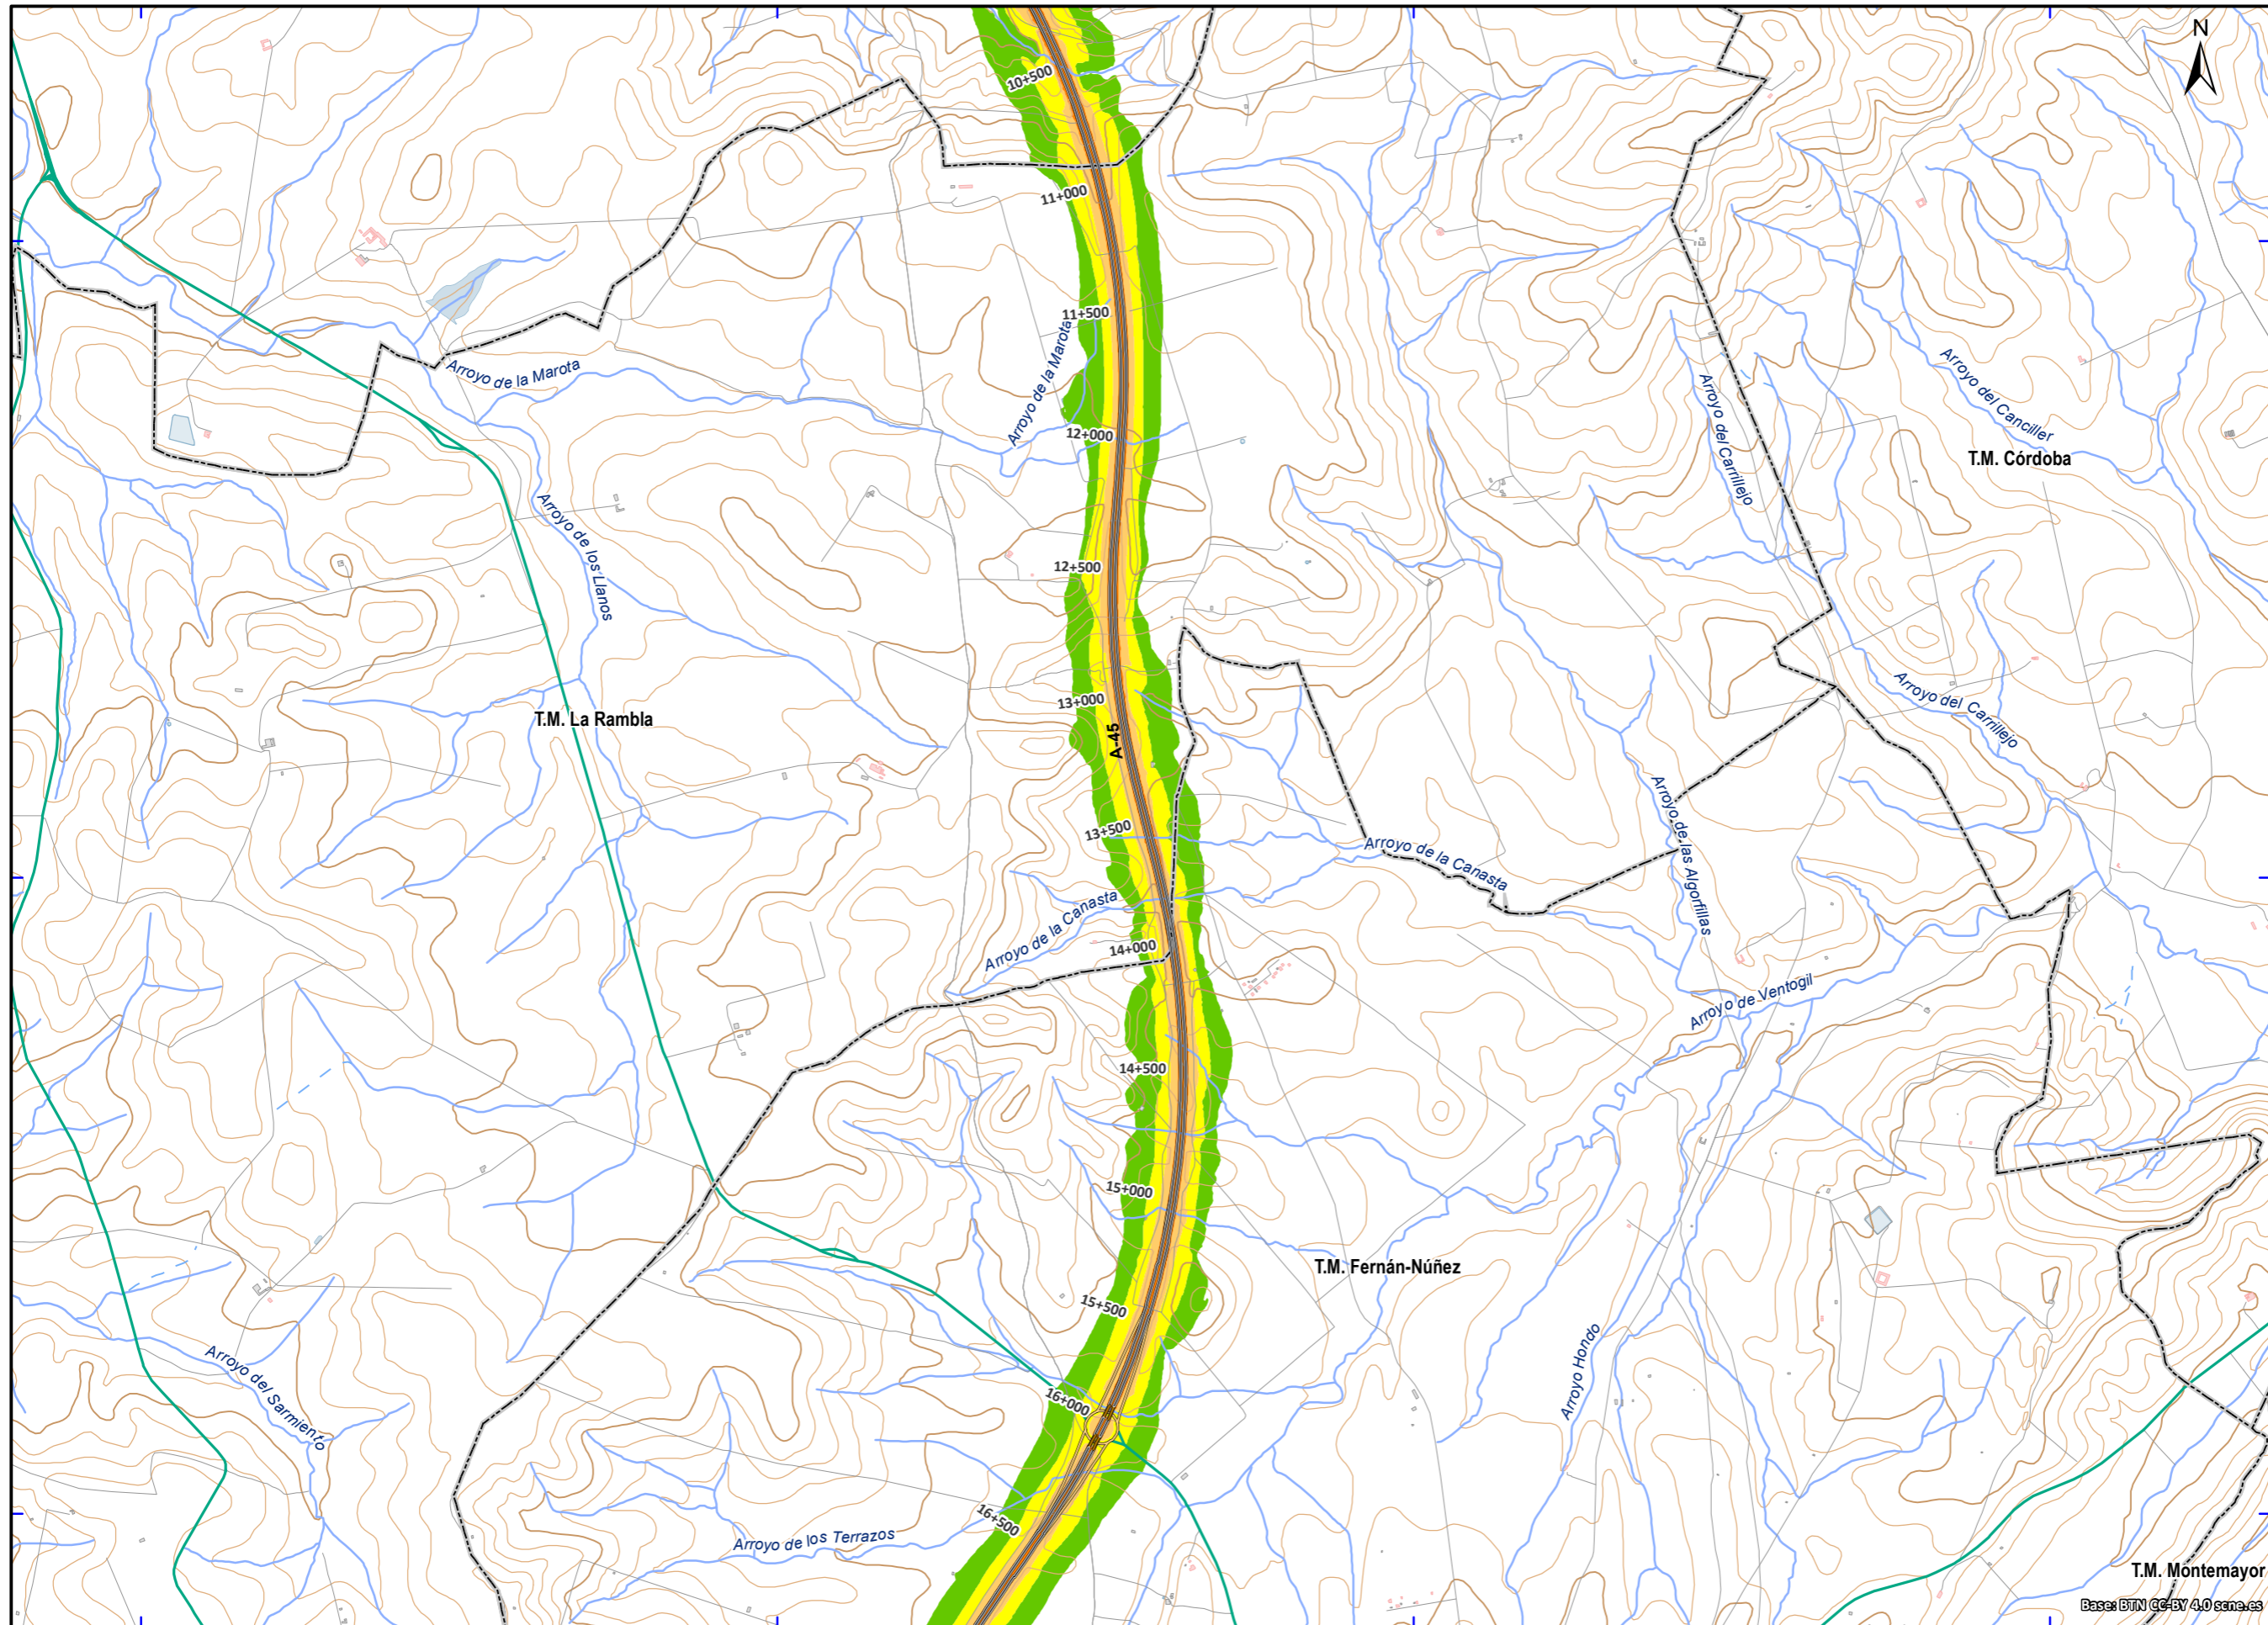 N
10+500
11+000
11+500
Arroyo de la Marota
Arroyo de la Marota
Arroyo del Canciller
Arroyo del Carrillejo
12+000
T.M. Córdoba
Arroyo de los Llanos
12+500
13+000
Arroyo del Carrillejo
T.M. La Rambla
A-45
13+500
Arroyo de las Algorfillas
Arroyo de la Canasta
Arroyo de la Canasta
14+000
Arroyo de Ventogil
14+500
15+000
T.M. Fernán-Núñez
15+500
Arroyo Hondo
Arroyo del Sarmiento
16+000
16+500
Arroyo de los Terrazos
T.M. Montemayor
Base: BTN CC-BY 4.0 scne.es